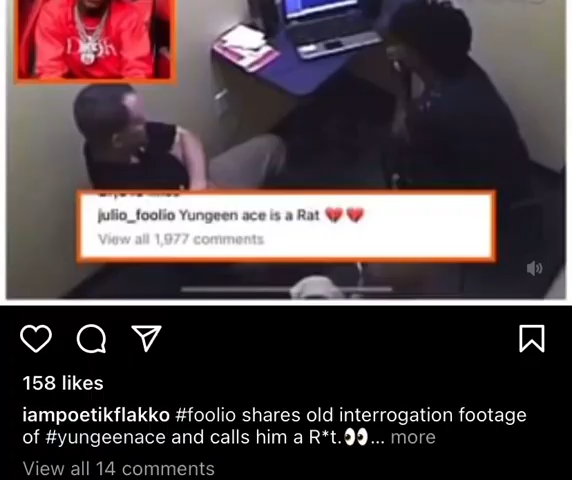 julio_foolio Yungeen ace is a Rat 💔💔
View all 1,977 comments
158 likes
iampoetikflakko #foolio shares old interrogation footage
of #yungeenace and calls him a R*t.👀... more
View all 14 comments